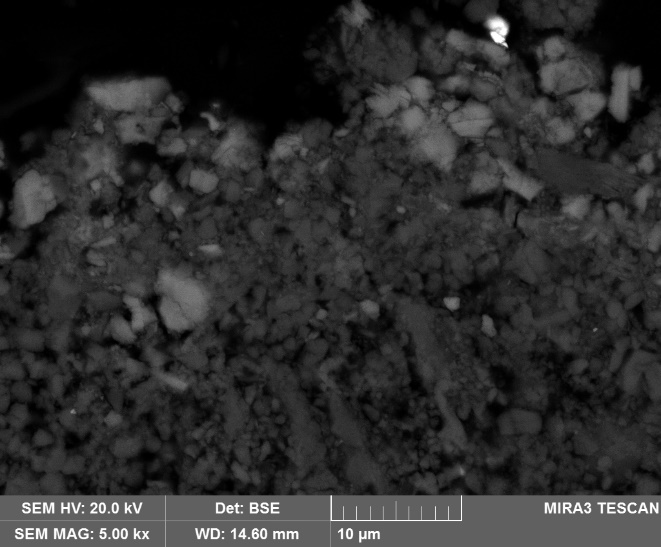 SEM HV: 20.0 kV Det: BSE MIRA3 TESCAN
SEM MAG: 5.00 kx WD: 14.60 mm 10 µm